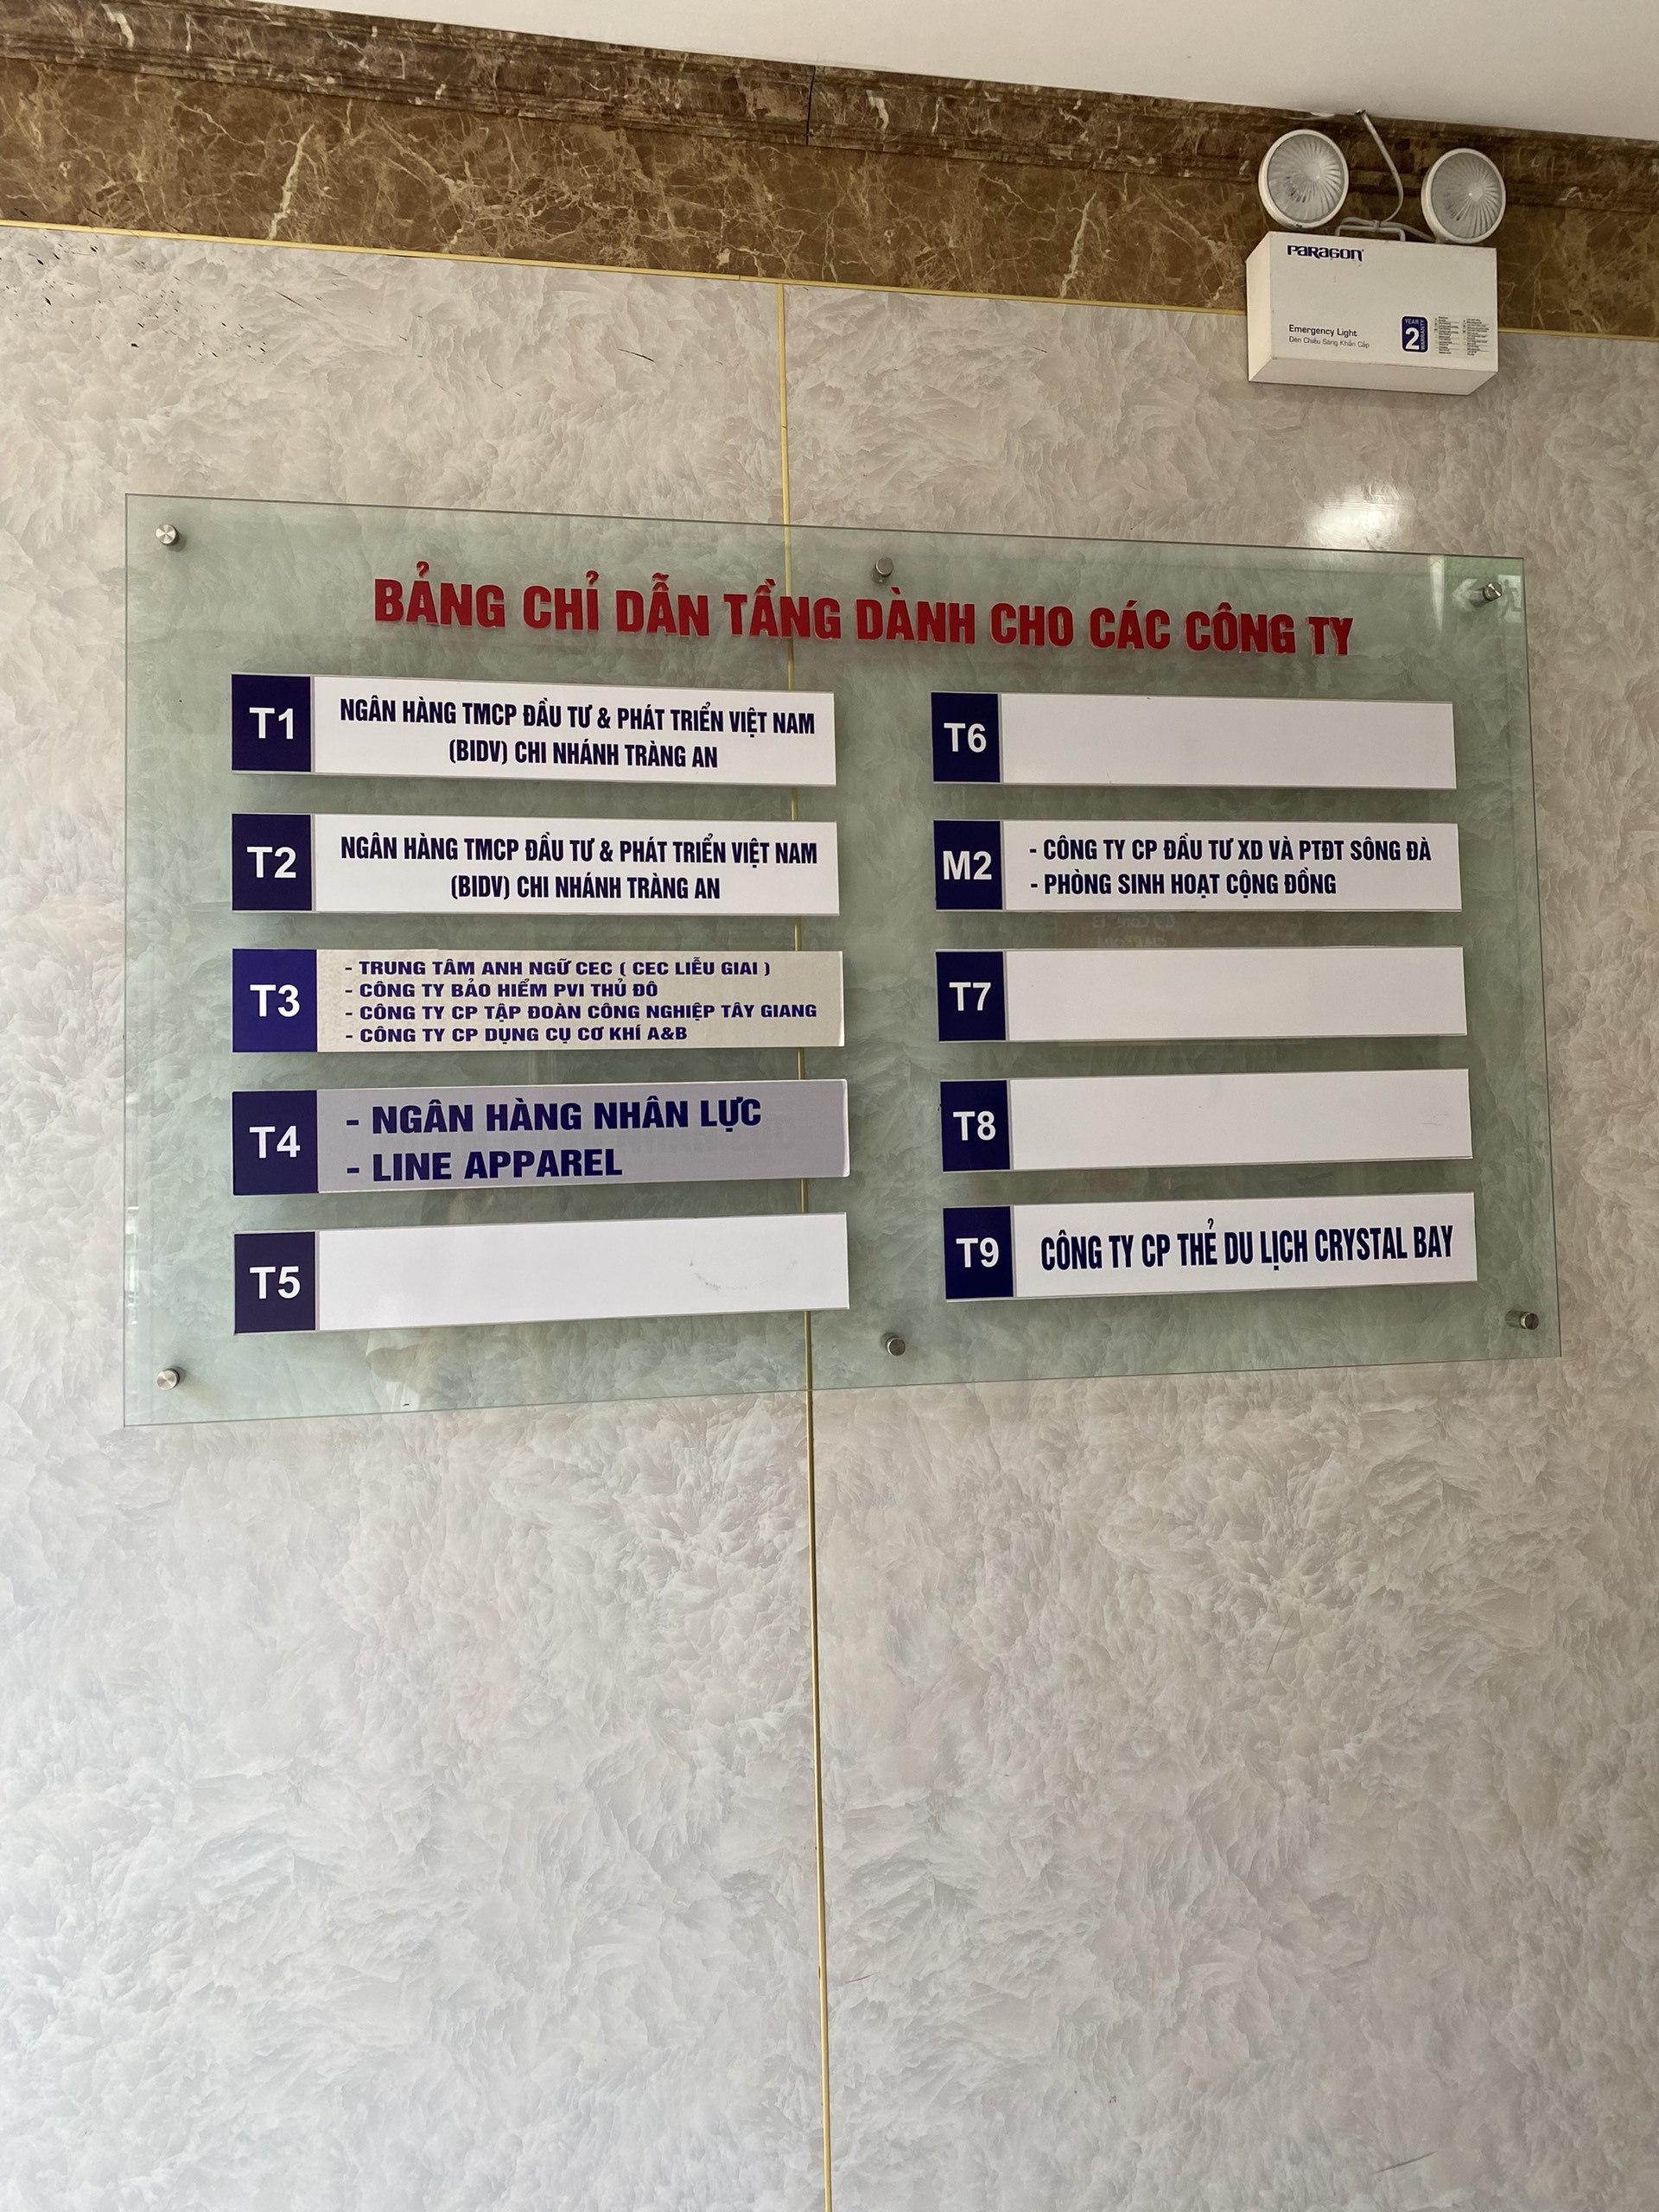 PARAGON
Emergency Light
Đèn Chiếu Sáng Khẩn Cấp
2 YEAR WARRANTY
BẢNG CHỈ DẪN TẦNG DÀNH CHO CÁC CÔNG TY
T1
NGÂN HÀNG TMCP ĐẦU TƯ & PHÁT TRIỂN VIỆT NAM
(BIDV) CHI NHÁNH TRÀNG AN
T2
NGÂN HÀNG TMCP ĐẦU TƯ & PHÁT TRIỂN VIỆT NAM
(BIDV) CHI NHÁNH TRÀNG AN
T3
- TRUNG TÂM ANH NGỮ CEC ( CEC LIỄU GIAI )
- CÔNG TY BẢO HIỂM PVI THỦ ĐÔ
- CÔNG TY CP TẬP ĐOÀN CÔNG NGHIỆP TÂY GIANG
- CÔNG TY CP DỤNG CỤ CƠ KHÍ A&B
T4
- NGÂN HÀNG NHÂN LỰC
- LINE APPAREL
T5
T6
M2
- CÔNG TY CP ĐẦU TƯ XD VÀ PTĐT SÔNG ĐÀ
- PHÒNG SINH HOẠT CỘNG ĐỒNG
T7
T8
T9
CÔNG TY CP THẺ DU LỊCH CRYSTAL BAY